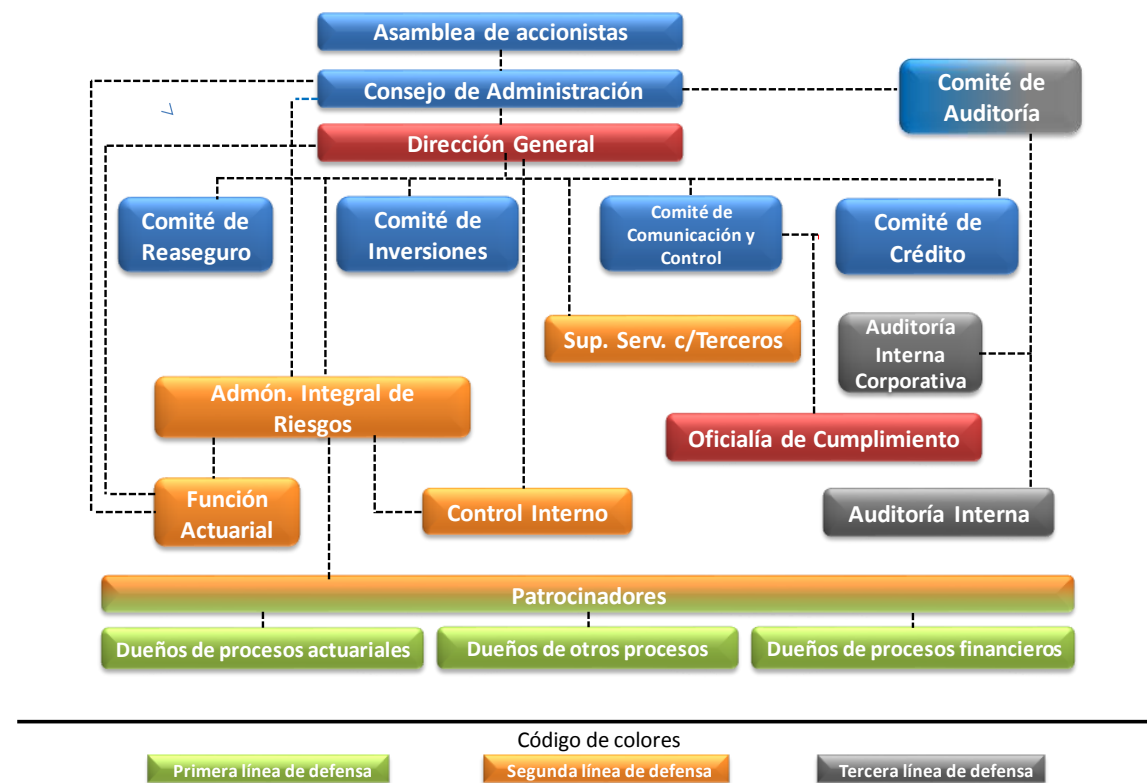 Asamblea de accionistas
Consejo de Administración
Comité de
Auditoría
Dirección General
Comité de
Reaseguro
Comité de
Inversiones
Comité de
Comunicación y
Control
Comité de
Crédito
Sup. Serv. c/Terceros
Auditoría
Interna
Corporativa
Admón. Integral de
Riesgos
Oficialía de Cumplimiento
Función
Actuarial
Control Interno
Auditoría Interna
Patrocinadores
Dueños de procesos actuariales
Dueños de otros procesos
Dueños de procesos financieros
Código de colores
Primera línea de defensa
Segunda línea de defensa
Tercera línea de defensa